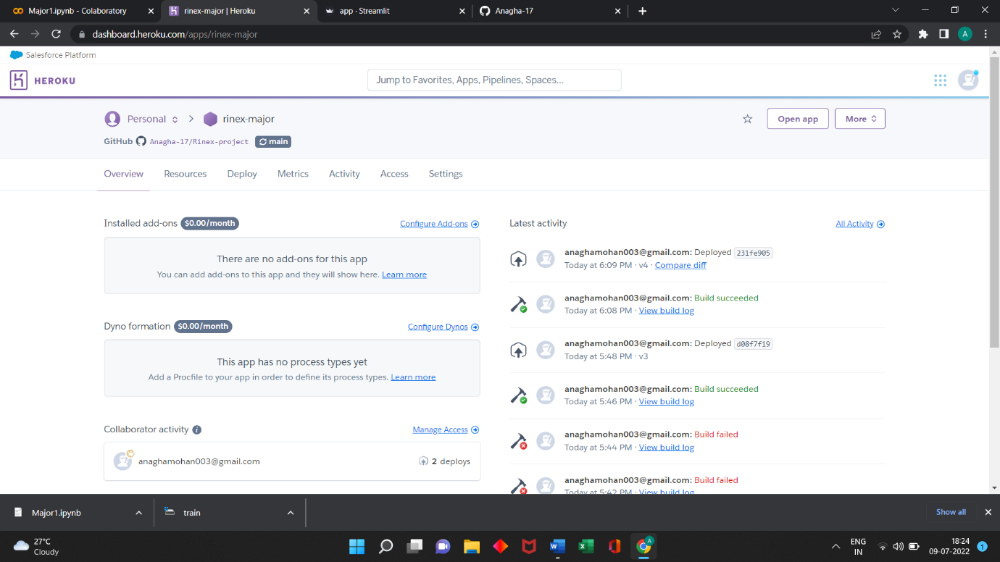 Major1.ipynb - Colaboratory
rinex-major | Heroku
app · Streamlit
Anagha-17
dashboard.heroku.com/apps/rinex-major
A
Salesforce Platform
HEROKU
Jump to Favorites, Apps, Pipelines, Spaces...
Personal
rinex-major
Open app
More
GitHub Anagha-17/Rinex-project main
Overview
Resources
Deploy
Metrics
Activity
Access
Settings
Installed add-ons $0.00/month
Configure Add-ons
There are no add-ons for this app
You can add add-ons to this app and they will show here. Learn more
Dyno formation $0.00/month
Configure Dynos
This app has no process types yet
Add a Procfile to your app in order to define its process types. Learn more
Collaborator activity
Manage Access
anaghamohan003@gmail.com
2 deploys
Latest activity
All Activity
anaghamohan003@gmail.com: Deployed 231fe905
Today at 6:09 PM · v4 · Compare diff
anaghamohan003@gmail.com: Build succeeded
Today at 6:08 PM · View build log
anaghamohan003@gmail.com: Deployed d08f7f19
Today at 5:48 PM · v3
anaghamohan003@gmail.com: Build succeeded
Today at 5:46 PM · View build log
anaghamohan003@gmail.com: Build failed
Today at 5:44 PM · View build log
anaghamohan003@gmail.com: Build failed
Today at 5:42 PM · View build log
Major1.ipynb
train
Show all
27°C
Cloudy
ENG
IN
18:24
09-07-2022
1